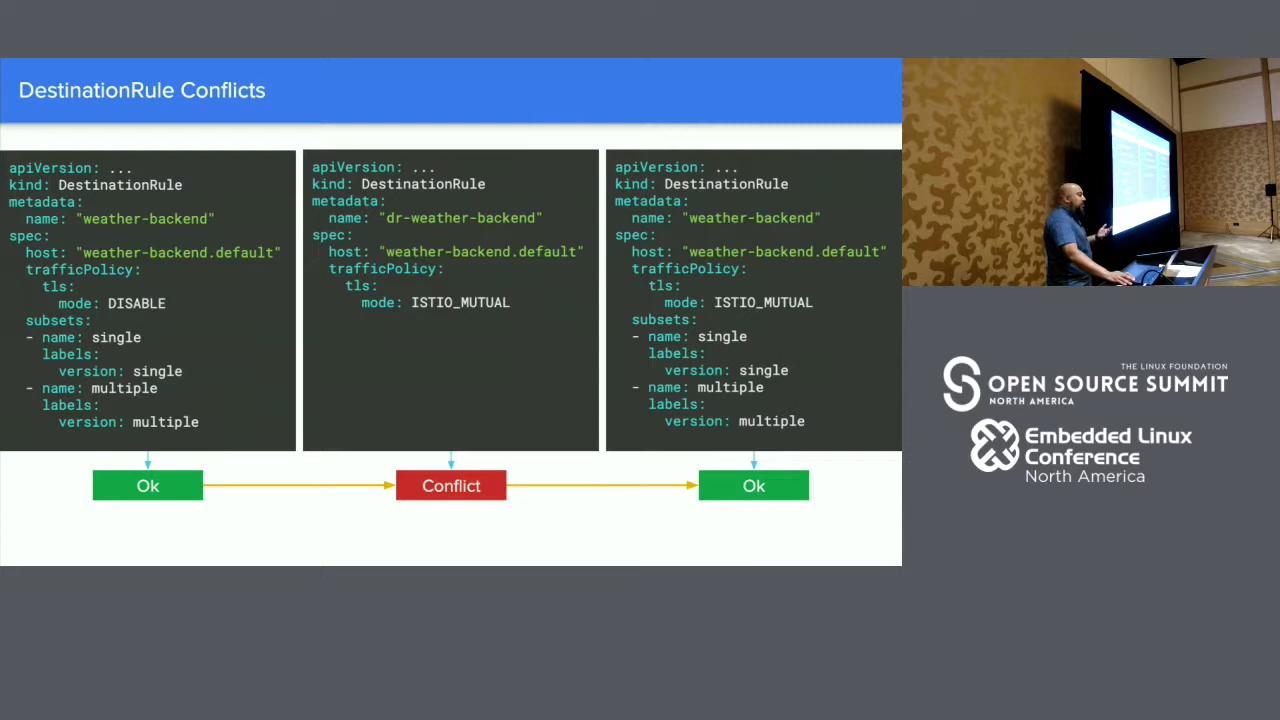 DestinationRule Conflicts
apiVersion: ...
kind: DestinationRule
metadata:
  name: "weather-backend"
spec:
  host: "weather-backend.default"
  trafficPolicy:
    tls:
      mode: DISABLE
  subsets:
  - name: single
    labels:
      version: single
  - name: multiple
    labels:
      version: multiple
Ok
apiVersion: ...
kind: DestinationRule
metadata:
  name: "dr-weather-backend"
spec:
  host: "weather-backend.default"
  trafficPolicy:
    tls:
      mode: ISTIO_MUTUAL
Conflict
apiVersion: ...
kind: DestinationRule
metadata:
  name: "weather-backend"
spec:
  host: "weather-backend.default"
  trafficPolicy:
    tls:
      mode: ISTIO_MUTUAL
  subsets:
  - name: single
    labels:
      version: single
  - name: multiple
    labels:
      version: multiple
Ok
THE LINUX FOUNDATION
OPEN SOURCE SUMMIT
NORTH AMERICA
Embedded Linux
Conference
North America